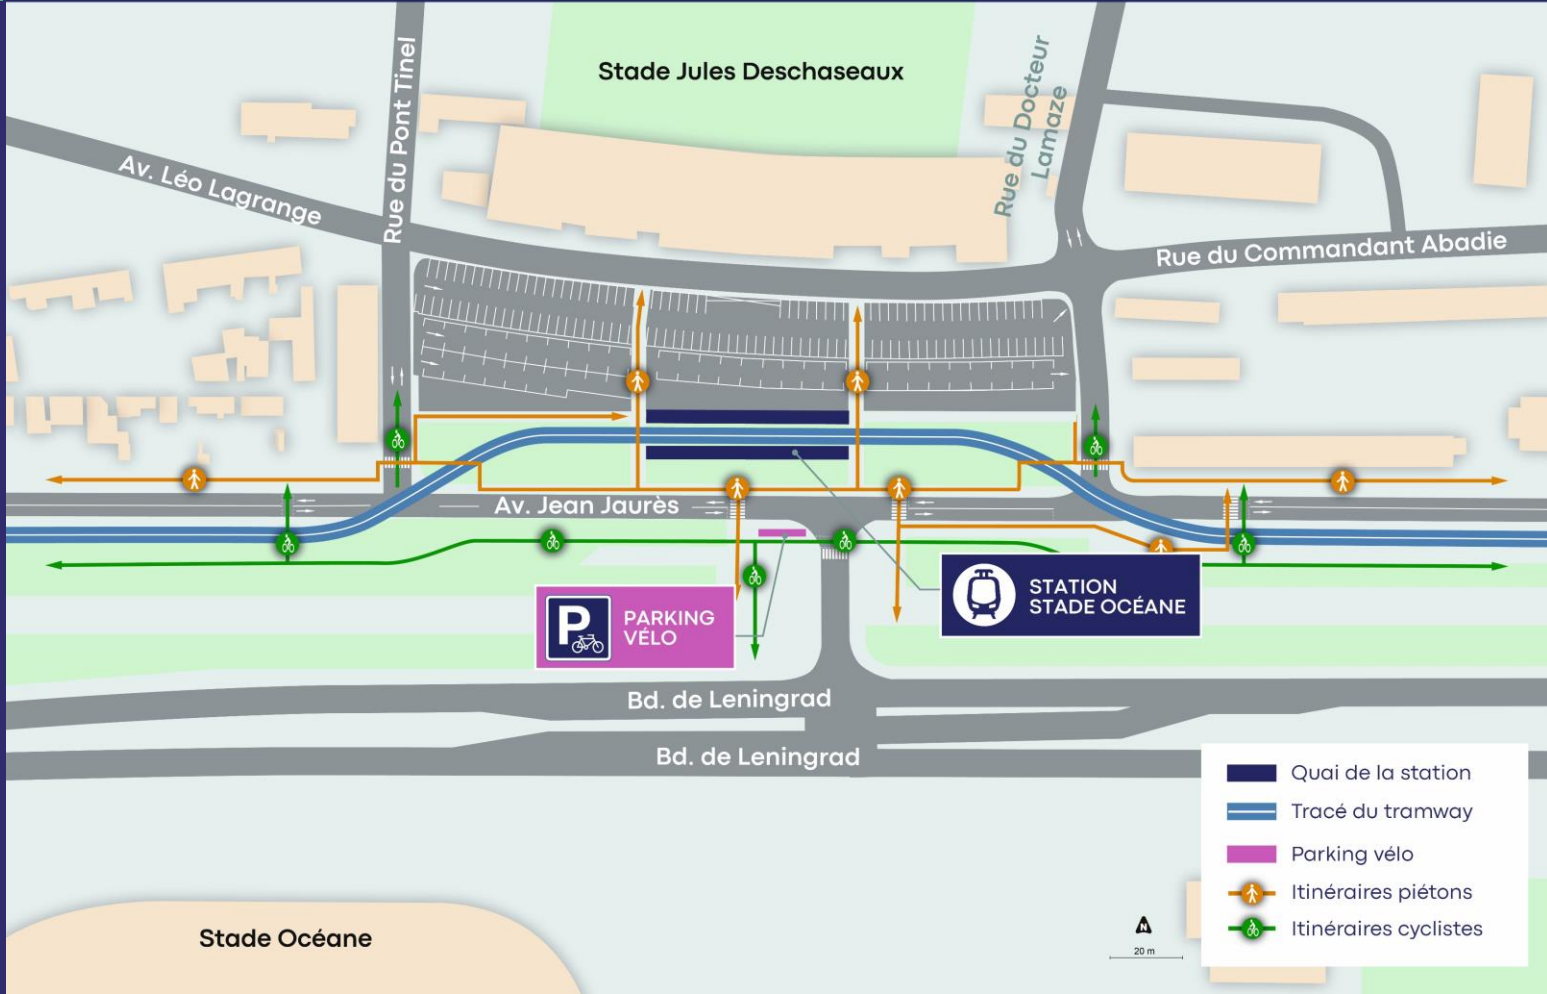 Stade Jules Deschaseaux
Rue du Pont Tinel
Rue du Docteur
Lamaze
Av. Léo Lagrange
Rue du Commandant Abadie
Av. Jean Jaurès
STATION
STADE OCÉANE
P
PARKING
VÉLO
Bd. de Leningrad
Bd. de Leningrad
Quai de la station
Tracé du tramway
Parking vélo
Itinéraires piétons
Itinéraires cyclistes
Stade Océane
N
20 m